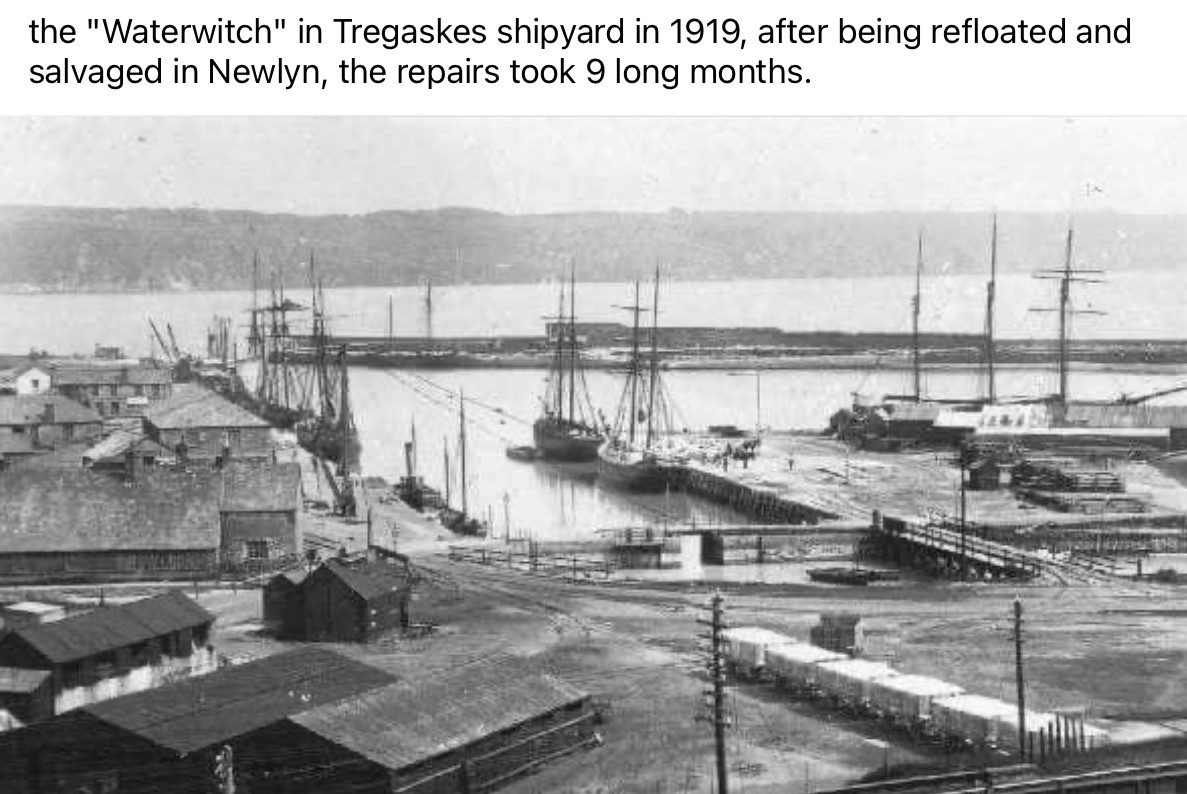 the "Waterwitch" in Tregaskes shipyard in 1919, after being refloated and
salvaged in Newlyn, the repairs took 9 long months.